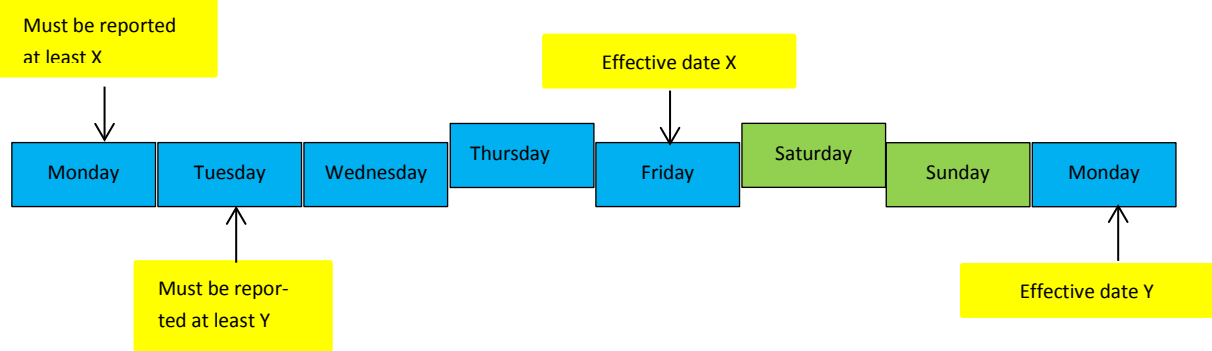 Must be reported
at least X
Effective date X
Monday
Tuesday
Wednesday
Thursday
Friday
Saturday
Sunday
Monday
Must be repor-
ted at least Y
Effective date Y